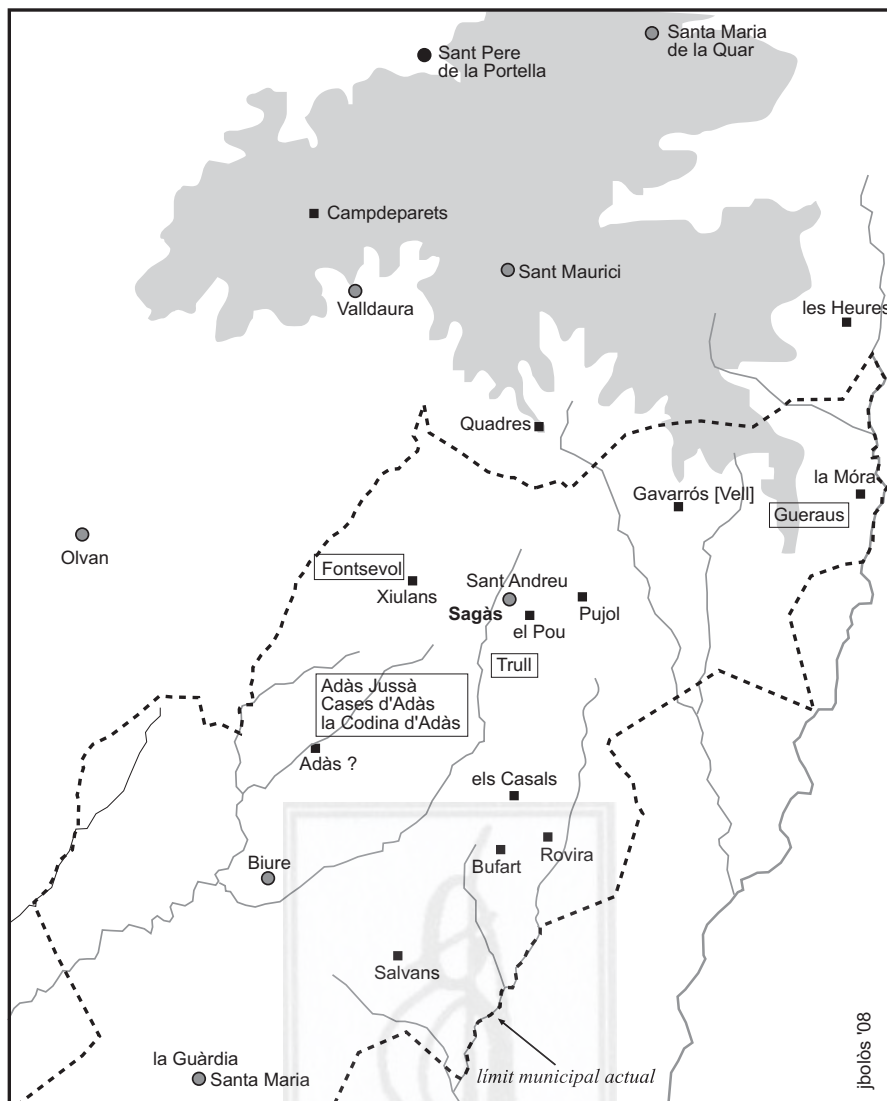 Santa Maria
de la Quar
Sant Pere
de la Portella
Campdeparets
Sant Maurici
Valldaura
les Heures
Quadres
la Móra
Gavarrós [Vell]
Gueraus
Olvan
Fontsevol
Xiulans
Sant Andreu
Sagàs
el Pou
Pujol
Trull
Adàs Jussà
Cases d'Adàs
la Codina d'Adàs
Adàs ?
els Casals
Biure
Bufart
Rovira
Salvans
la Guàrdia
Santa Maria
límit municipal actual
jbolòs '08